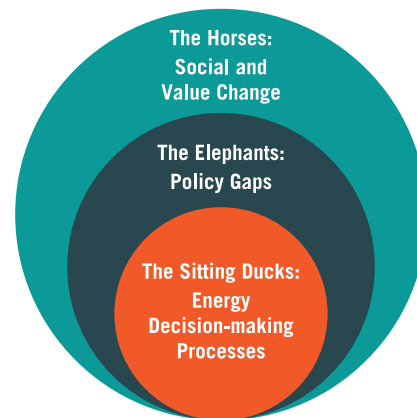 The Horses:
Social and
Value Change
The Elephants:
Policy Gaps
The Sitting Ducks:
Energy
Decision-making
Processes